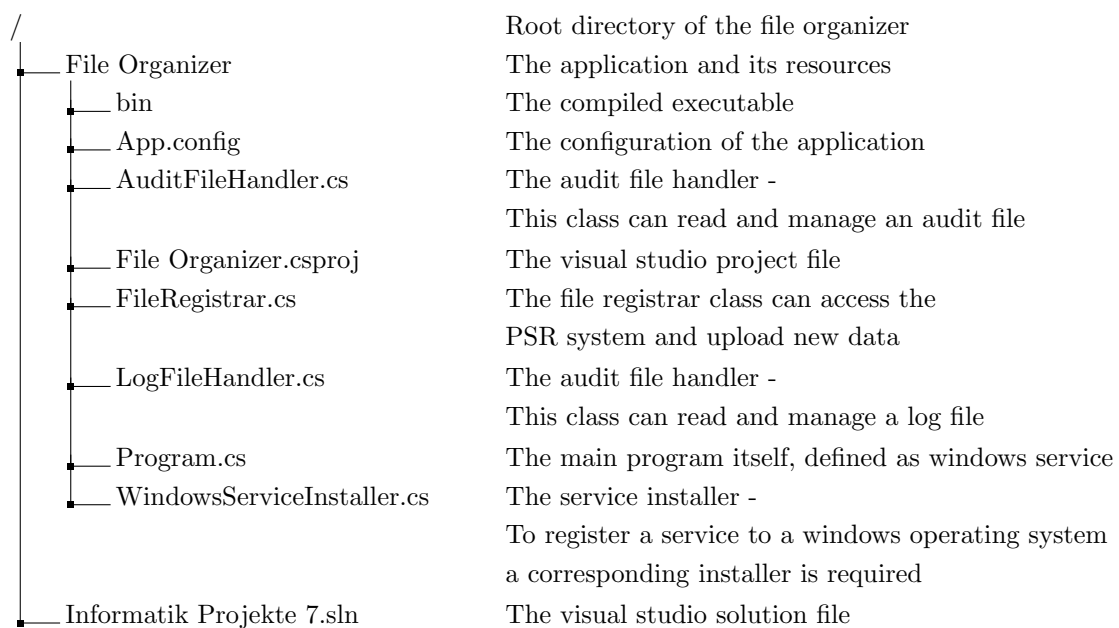 / Root directory of the file organizer
File Organizer The application and its resources
bin The compiled executable
App.config The configuration of the application
AuditFileHandler.cs The audit file handler -
This class can read and manage an audit file
File Organizer.csproj The visual studio project file
FileRegistrar.cs The file registrar class can access the
PSR system and upload new data
LogFileHandler.cs The audit file handler -
This class can read and manage a log file
Program.cs The main program itself, defined as windows service
WindowsServiceInstaller.cs The service installer -
To register a service to a windows operating system
a corresponding installer is required
Informatik Projekte 7.sln The visual studio solution file